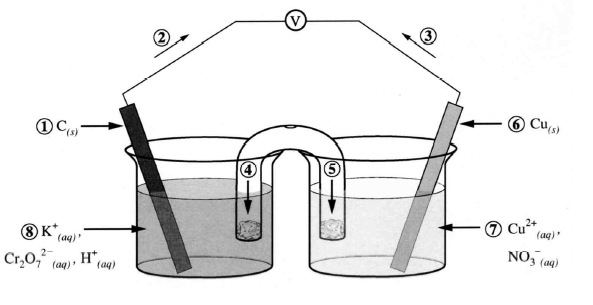 V
②
③
① C(s)
⑥ Cu(s)
④
⑤
⑧ K⁺(aq),
Cr₂O₇²⁻(aq), H⁺(aq)
⑦ Cu²⁺(aq),
NO₃⁻(aq)